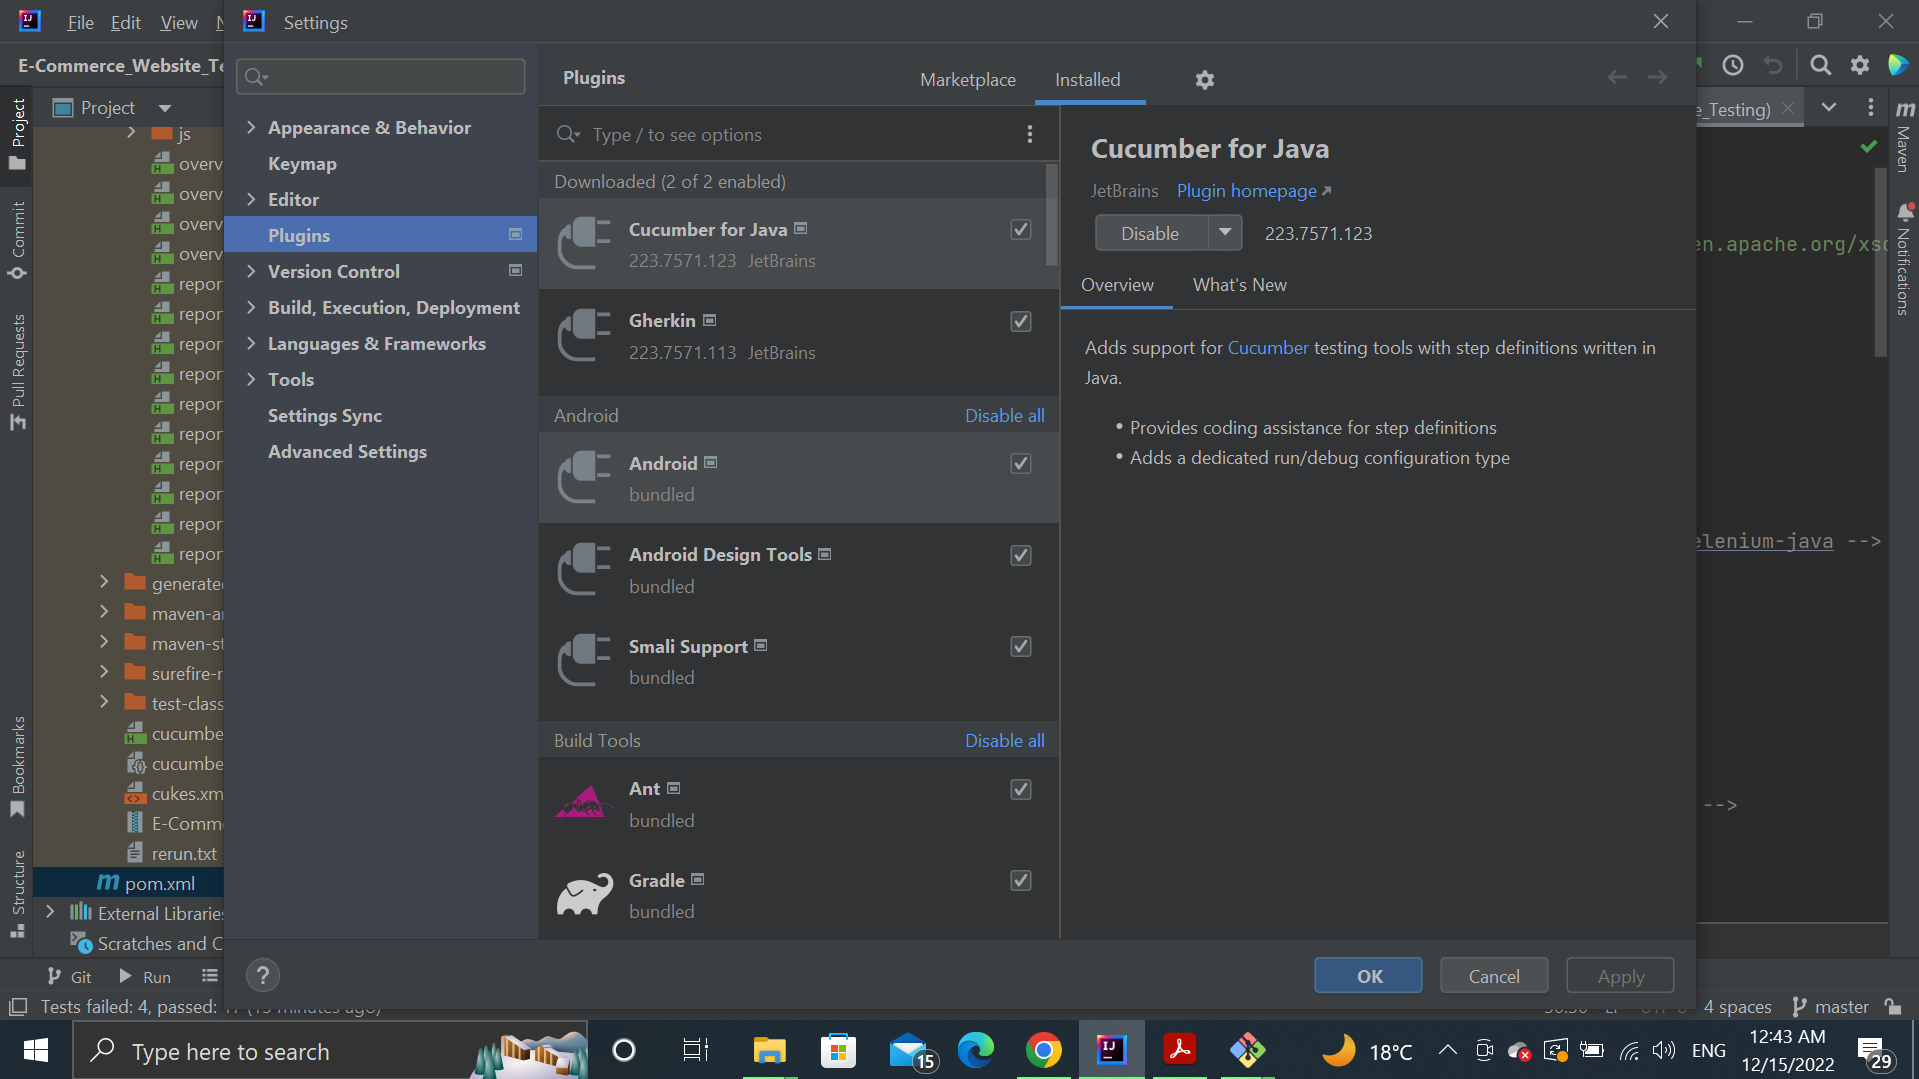 File Edit View
Settings
E-Commerce_Website_Te
Plugins
Marketplace
Installed
Project
Type / to see options
e_Testing)
Project
Commit
Pull Requests
Bookmarks
Structure
js
overv
overv
overv
overv
repor
repor
repor
repor
repor
repor
repor
repor
repor
repor
generated
maven-a
maven-st
surefire-r
test-class
cucumbe
cucumbe
cukes.xm
E-Comme
rerun.txt
pom.xml
External Libraries
Scratches and C
Appearance & Behavior
Keymap
Editor
Plugins
Version Control
Build, Execution, Deployment
Languages & Frameworks
Tools
Settings Sync
Advanced Settings
Downloaded (2 of 2 enabled)
Cucumber for Java
223.7571.123 JetBrains
Gherkin
223.7571.113 JetBrains
Android
Disable all
Android
bundled
Android Design Tools
bundled
Smali Support
bundled
Build Tools
Disable all
Ant
bundled
Gradle
bundled
Cucumber for Java
JetBrains Plugin homepage
Disable
223.7571.123
Overview
What's New
Adds support for Cucumber testing tools with step definitions written in
Java.
• Provides coding assistance for step definitions
• Adds a dedicated run/debug configuration type
en.apache.org/xsd
elenium-java -->
-->
Maven
Notifications
?
OK
Cancel
Apply
Git
Run
Tests failed: 4, passed:
4 spaces
master
Type here to search
15
18°C
ENG
12:43 AM
12/15/2022
29